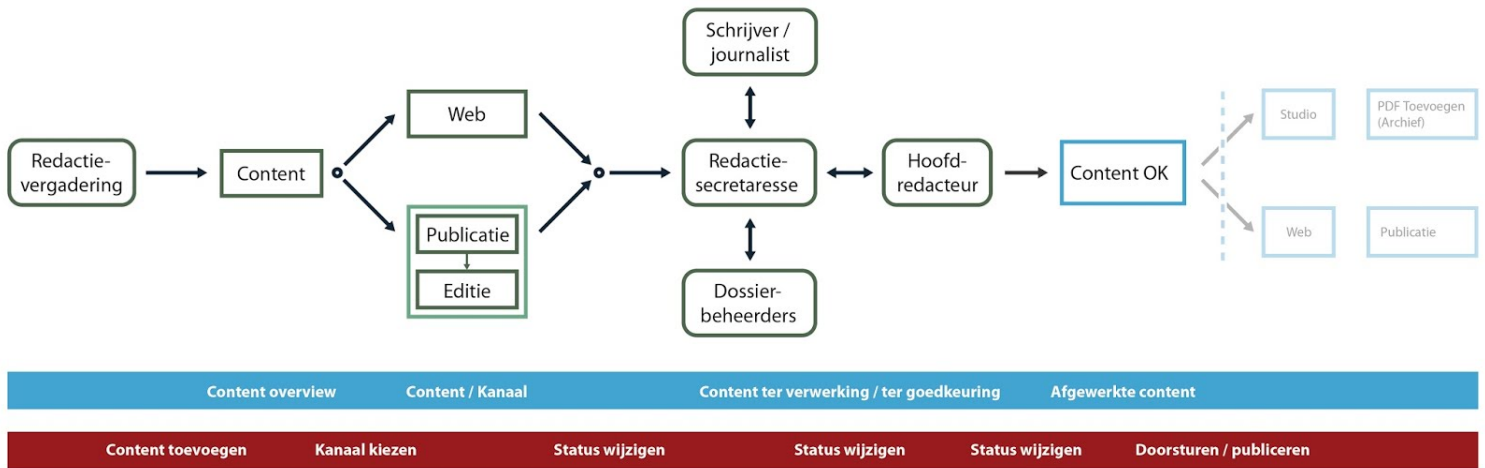 Redactie-
vergadering
Content
Web
Publicatie
Editie
Schrijver /
journalist
Redactie-
secretaresse
Dossier-
beheerders
Hoofd-
redacteur
Content OK
Studio
PDF Toevoegen
(Archief)
Web
Publicatie
Content overview
Content / Kanaal
Content ter verwerking / ter goedkeuring
Afgewerkte content
Content toevoegen
Kanaal kiezen
Status wijzigen
Status wijzigen
Status wijzigen
Doorsturen / publiceren